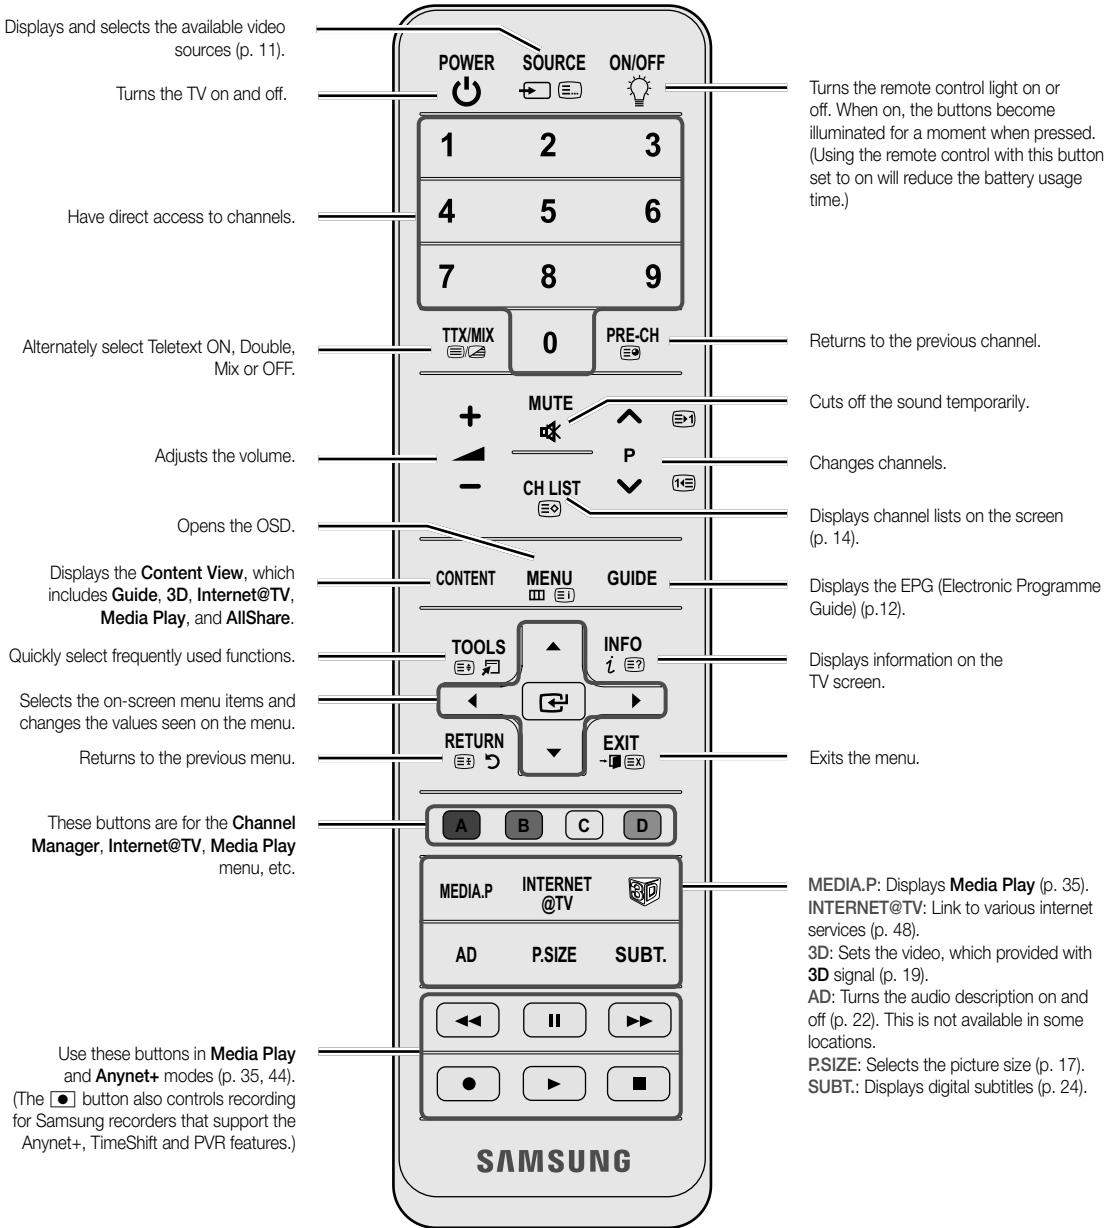 Displays and selects the available video
sources (p. 11).
Turns the TV on and off.
Have direct access to channels.
Alternately select Teletext ON, Double,
Mix or OFF.
Adjusts the volume.
Opens the OSD.
Displays the Content View, which
includes Guide, 3D, Internet@TV,
Media Play, and AllShare.
Quickly select frequently used functions.
Selects the on-screen menu items and
changes the values seen on the menu.
Returns to the previous menu.
These buttons are for the Channel
Manager, Internet@TV, Media Play
menu, etc.
Use these buttons in Media Play
and Anynet+ modes (p. 35, 44).
(The button also controls recording
for Samsung recorders that support the
Anynet+, TimeShift and PVR features.)
POWER SOURCE ON/OFF
1 2 3
4 5 6
7 8 9
TTX/MIX 0 PRE-CH
+ MUTE
P
− CH LIST
CONTENT MENU GUIDE
TOOLS INFO
RETURN EXIT
A B C D
MEDIA.P INTERNET
@TV 3D
AD P.SIZE SUBT.
SAMSUNG
Turns the remote control light on or
off. When on, the buttons become
illuminated for a moment when pressed.
(Using the remote control with this button
set to on will reduce the battery usage
time.)
Returns to the previous channel.
Cuts off the sound temporarily.
Changes channels.
Displays channel lists on the screen
(p. 14).
Displays the EPG (Electronic Programme
Guide) (p.12).
Displays information on the
TV screen.
Exits the menu.
MEDIA.P: Displays Media Play (p. 35).
INTERNET@TV: Link to various internet
services (p. 48).
3D: Sets the video, which provided with
3D signal (p. 19).
AD: Turns the audio description on and
off (p. 22). This is not available in some
locations.
P.SIZE: Selects the picture size (p. 17).
SUBT.: Displays digital subtitles (p. 24).